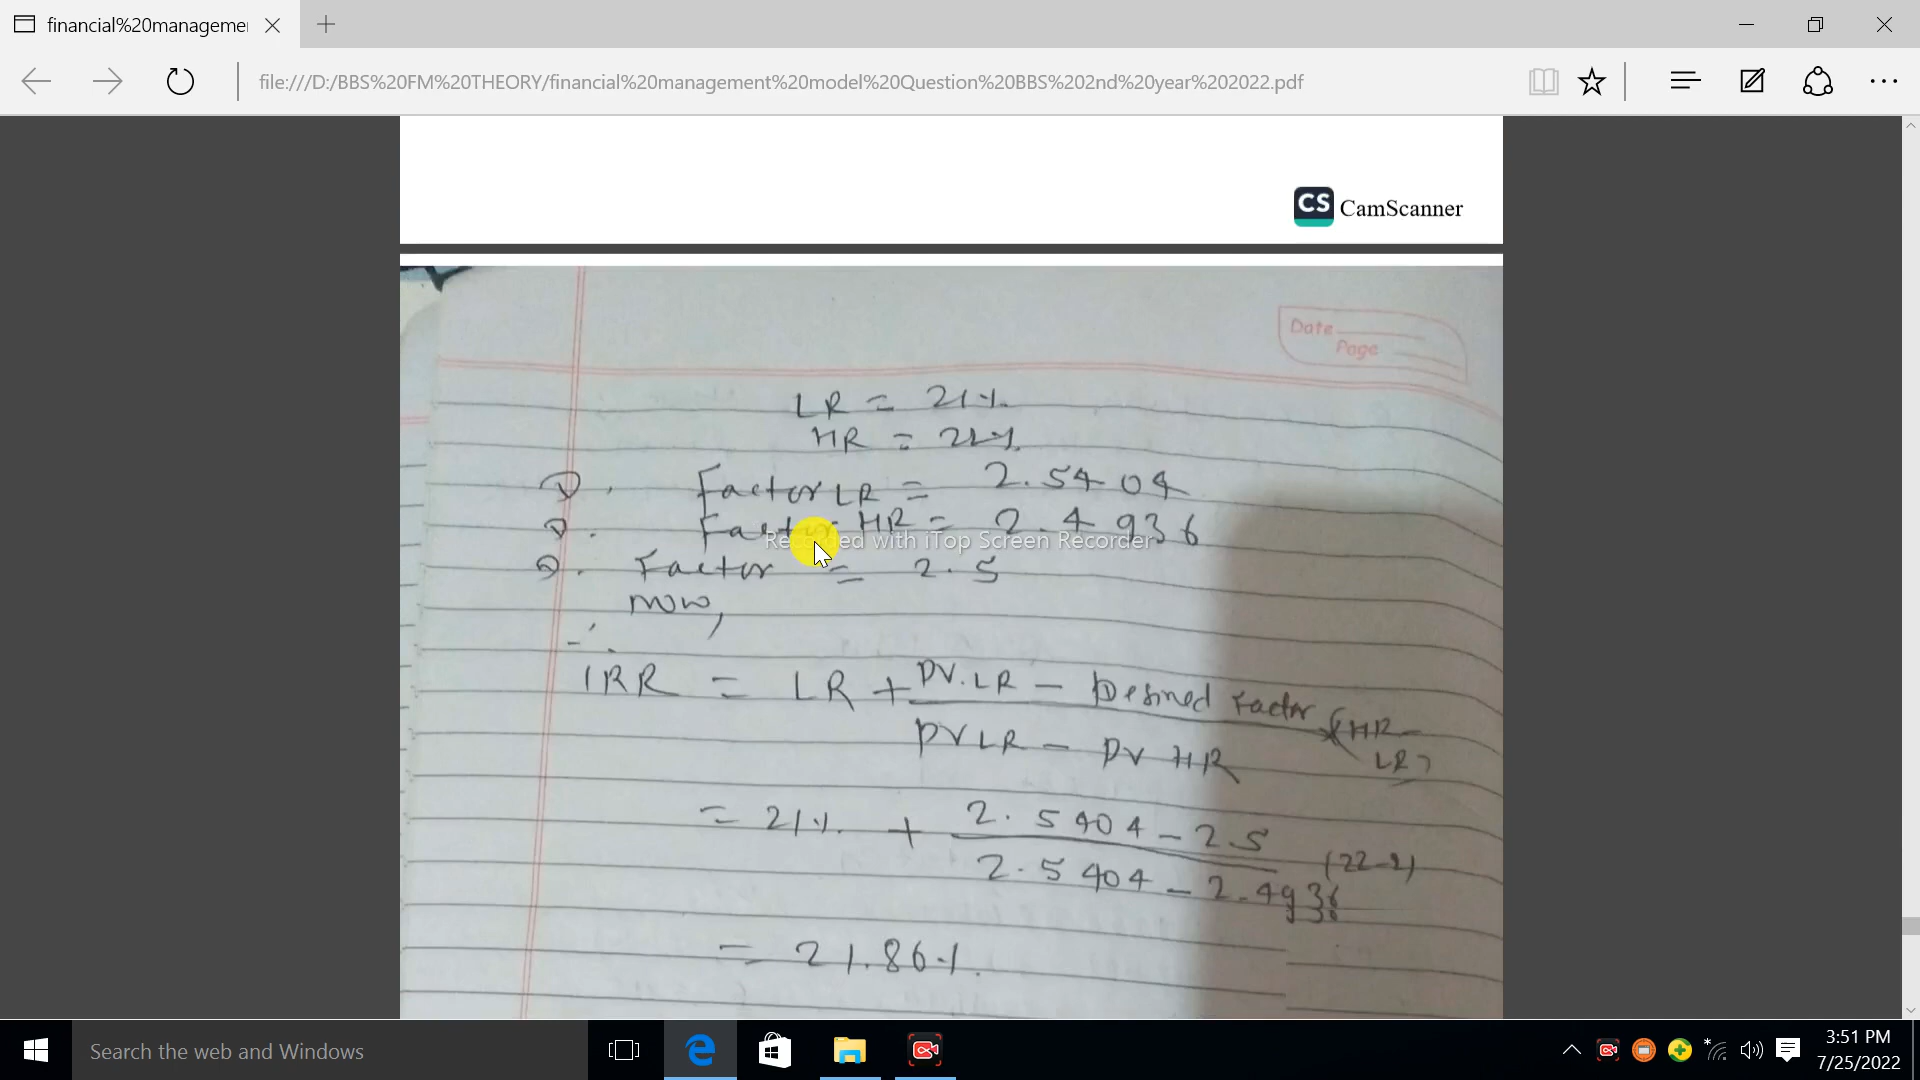 financial%20manageme
file:///D:/BBS%20FM%20THEORY/financial%20management%20model%20Question%20BBS%202nd%20year%202022.pdf
CS CamScanner
Date
Page
LR = 21%
HR = 22%
D. Factor LR = 2.5404
D. Factor HR = 2.4936
Recorded with iTop Screen Recorder
D. Factor = 2.5
now,
∴
IRR = LR + PV.LR - Desired Factor (HR-
PVLR - PV HR
LR)
= 21% + 2.5404 - 2.5
2.5404 - 2.4936
(22-21)
= 21.86%.
Search the web and Windows
3:51 PM
7/25/2022